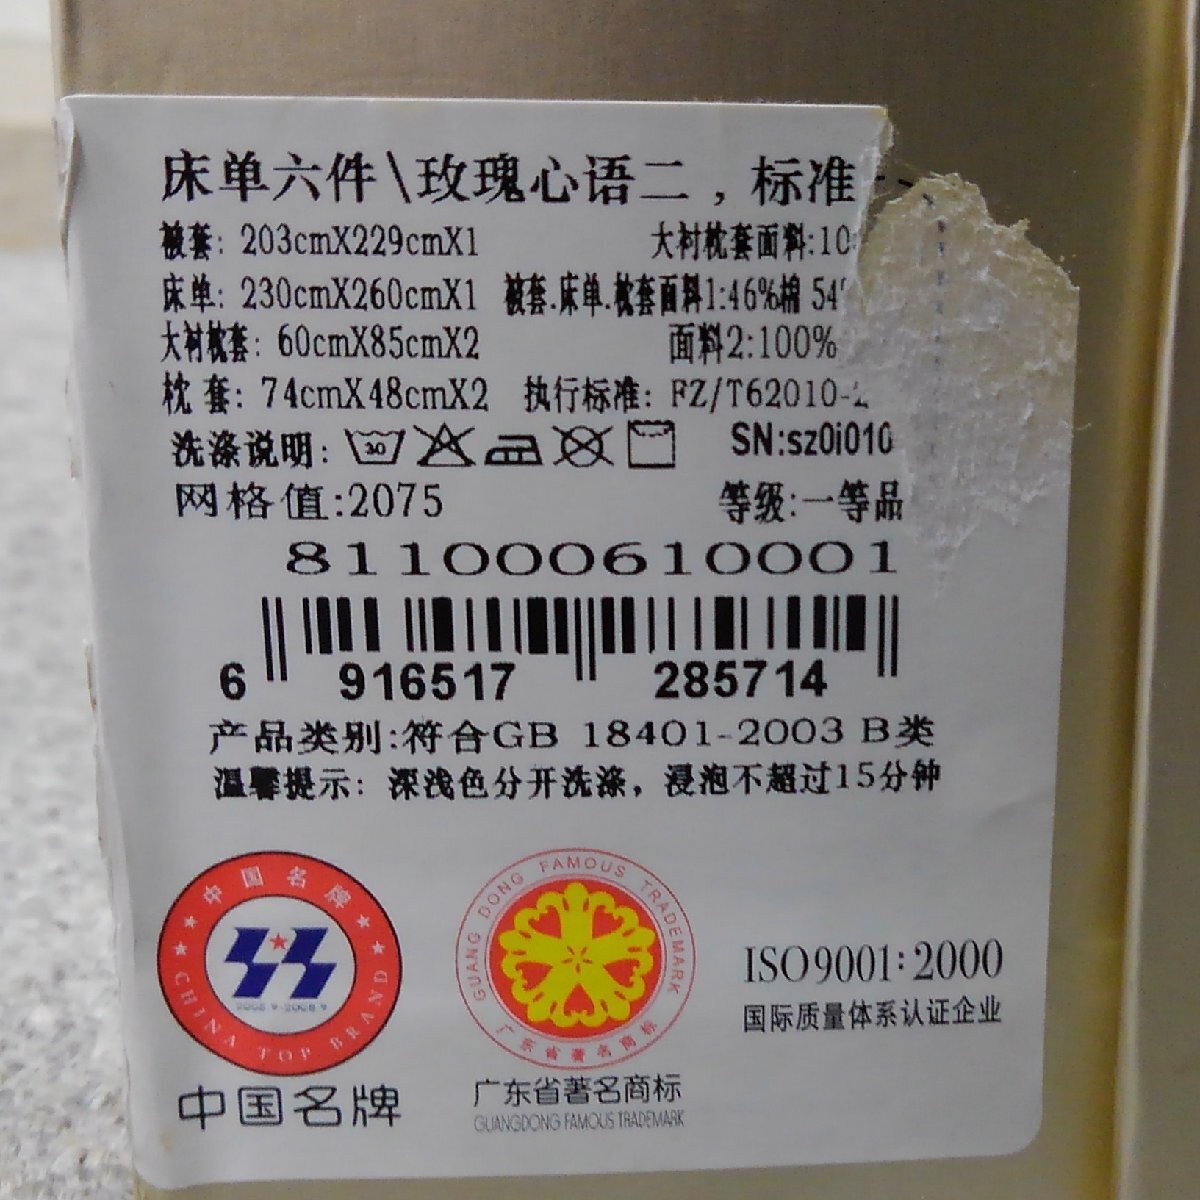 床单六件\玫瑰心语二，标准
被套: 203cmX229cmX1 大衬枕套面料:10
床单: 230cmX260cmX1 被套.床单.枕套面料1:46%棉 54
大衬枕套: 60cmX85cmX2 面料2:100%
枕 套: 74cmX48cmX2 执行标准: FZ/T62010-2
洗涤说明: 30 SN:sz0i010
网格值:2075 等级:一等品
811000610001
6 916517 285714
产品类别:符合GB 18401-2003 B类
温馨提示: 深浅色分开洗涤，浸泡不超过15分钟
中国名牌
2005.9-2008.9
CHINA TOP BRAND
中国名牌
GUANG DONG FAMOUS TRADEMARK
广东省著名商标
广东省著名商标
GUANGDONG FAMOUS TRADEMARK
ISO9001:2000
国际质量体系认证企业